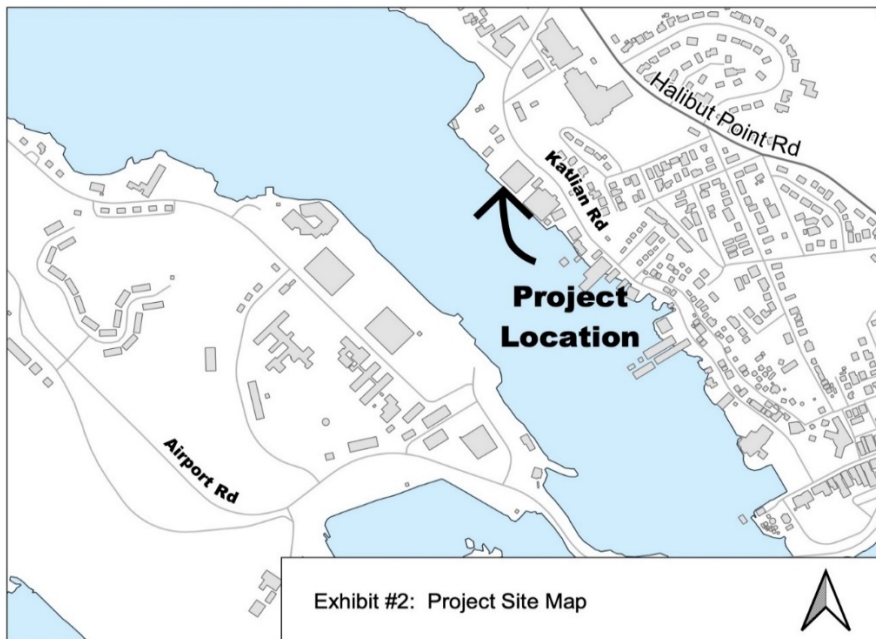 Halibut Point Rd
Katlian Rd
Project
Location
Airport Rd
Exhibit #2: Project Site Map